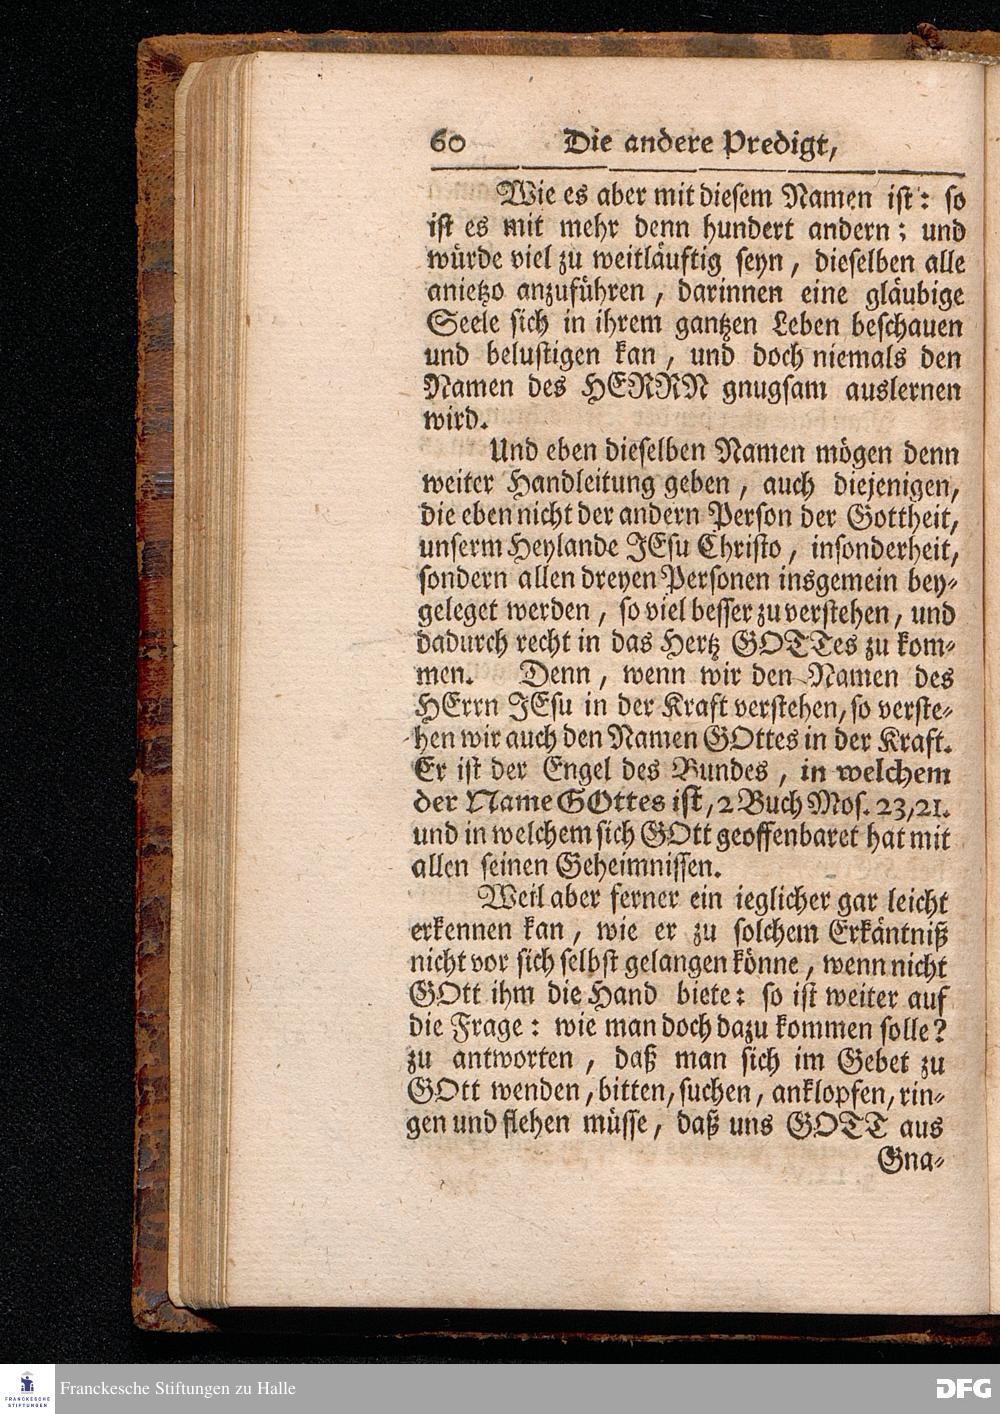 60 Die andere Predigt,
Wie es aber mit diesem Namen ist: so
ist es mit mehr denn hundert andern; und
würde viel zu weitläuftig seyn, dieselben alle
anietzo anzuführen, darinnen eine gläubige
Seele sich in ihrem gantzen Leben beschauen
und belustigen kan, und doch niemals den
Namen des HERRN gnugsam auslernen
wird.
Und eben dieselben Namen mögen denn
weiter Handleitung geben, auch diejenigen,
die eben nicht der andern Person der Gottheit,
unserm Heylande JEsu Christo, insonderheit,
sondern allen dreyen Personen insgemein bey-
geleget werden, so viel besser zu verstehen, und
dadurch recht in das Hertz GOTTes zu kom-
men. Denn, wenn wir den Namen des
HErrn JEsu in der Kraft verstehen, so verste-
hen wir auch den Namen GOttes in der Kraft.
Er ist der Engel des Bundes, in welchem
der Name GOttes ist, 2 Buch Mos. 23,21.
und in welchem sich GOtt geoffenbaret hat mit
allen seinen Geheimnissen.
Weil aber ferner ein ieglicher gar leicht
erkennen kan, wie er zu solchem Erkäntniß
nicht vor sich selbst gelangen könne, wenn nicht
GOtt ihm die Hand biete: so ist weiter auf
die Frage: wie man doch dazu kommen solle?
zu antworten, daß man sich im Gebet zu
GOtt wenden, bitten, suchen, anklopfen, rin-
gen und flehen müsse, daß uns GOTT aus
Gna-
FRANCKESCHE
STIFTUNGEN
Franckesche Stiftungen zu Halle
DFG